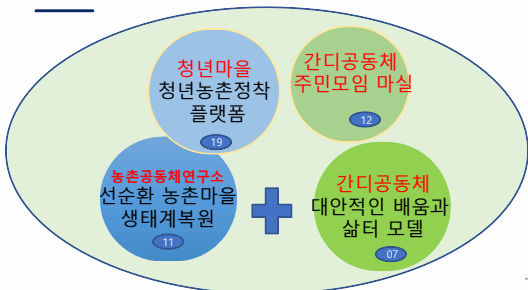 청년마을
청년농촌정착
플랫폼
19
간디공동체
주민모임 마실
12
농촌공동체연구소
선순환 농촌마을
생태계복원
11
간디공동체
대안적인 배움과
삶터 모델
07